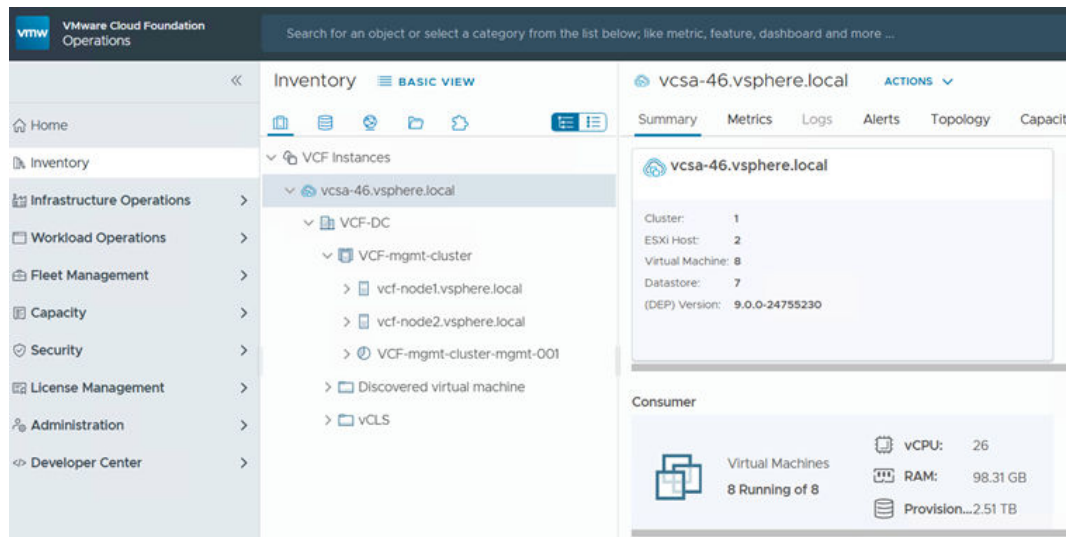 vmw
VMware Cloud Foundation
Operations
Search for an object or select a category from the list below; like metric, feature, dashboard and more ...
Home
Inventory
Infrastructure Operations
Workload Operations
Fleet Management
Capacity
Security
License Management
Administration
Developer Center
Inventory BASIC VIEW
VCF Instances
vcsa-46.vsphere.local
VCF-DC
VCF-mgmt-cluster
vcf-node1.vsphere.local
vcf-node2.vsphere.local
VCF-mgmt-cluster-mgmt-001
Discovered virtual machine
vCLS
vcsa-46.vsphere.local ACTIONS
Summary Metrics Logs Alerts Topology Capacit
vcsa-46.vsphere.local
Cluster: 1
ESXi Host: 2
Virtual Machine: 8
Datastore: 7
(DEP) Version: 9.0.0-24755230
Consumer
Virtual Machines
8 Running of 8
vCPU: 26
RAM: 98.31 GB
Provision...2.51 TB